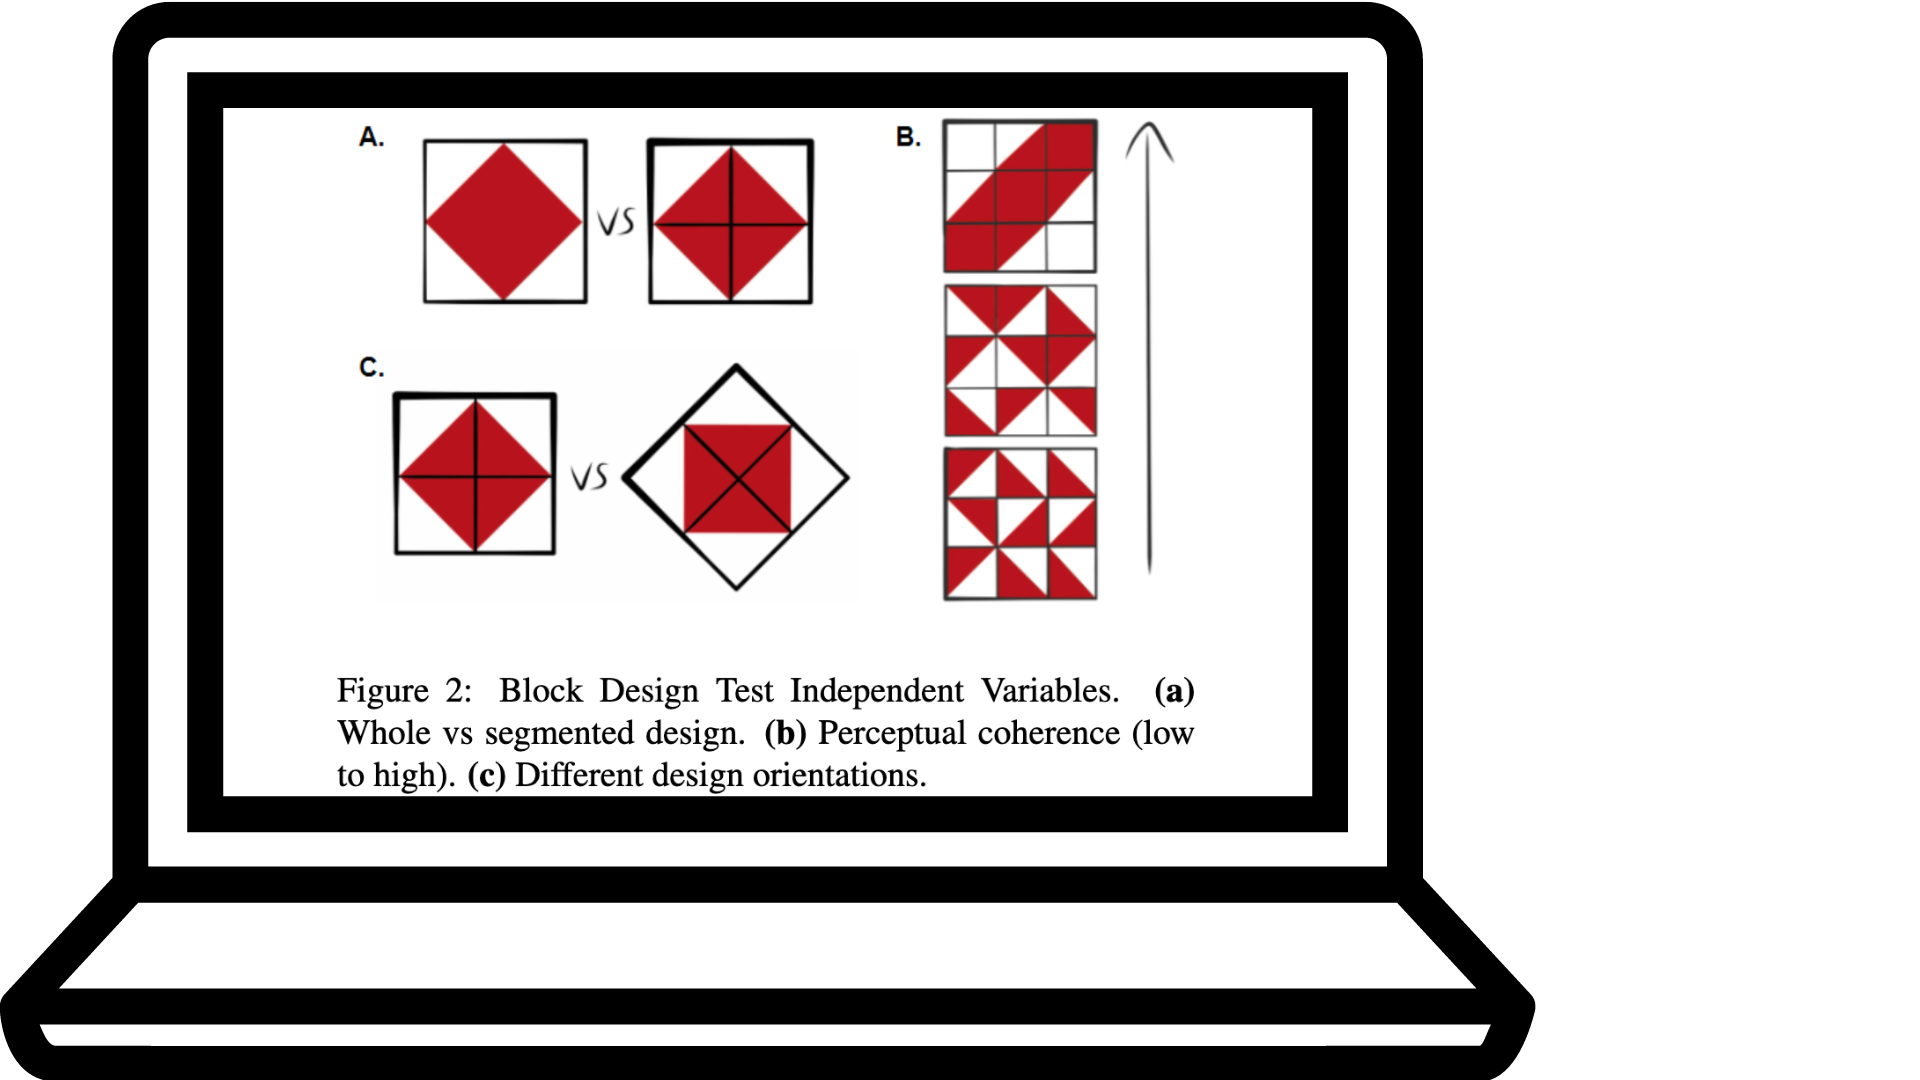 A.
VS
B.
C.
VS
Figure 2: Block Design Test Independent Variables. (a)
Whole vs segmented design. (b) Perceptual coherence (low
to high). (c) Different design orientations.